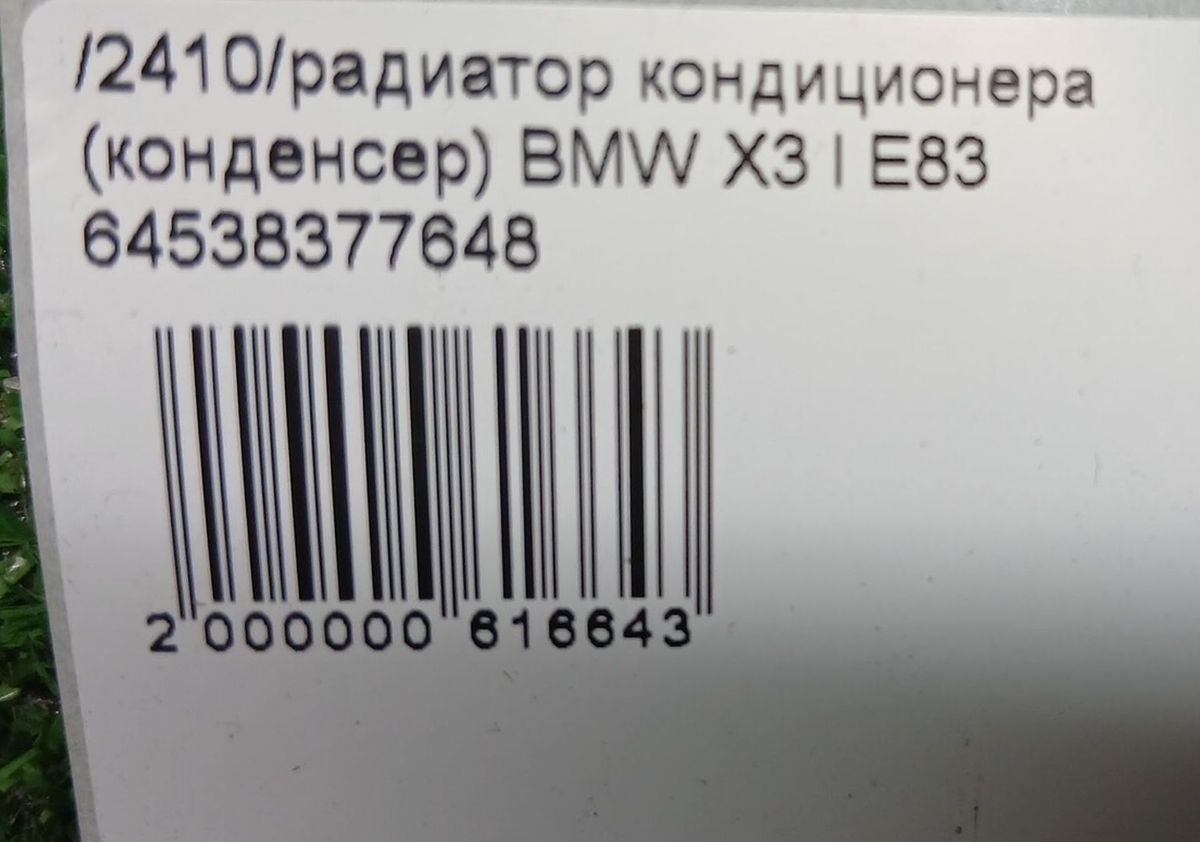 /2410/радиатор кондиционера
(конденсер) BMW X3 I E83
64538377648
2 000000 616643